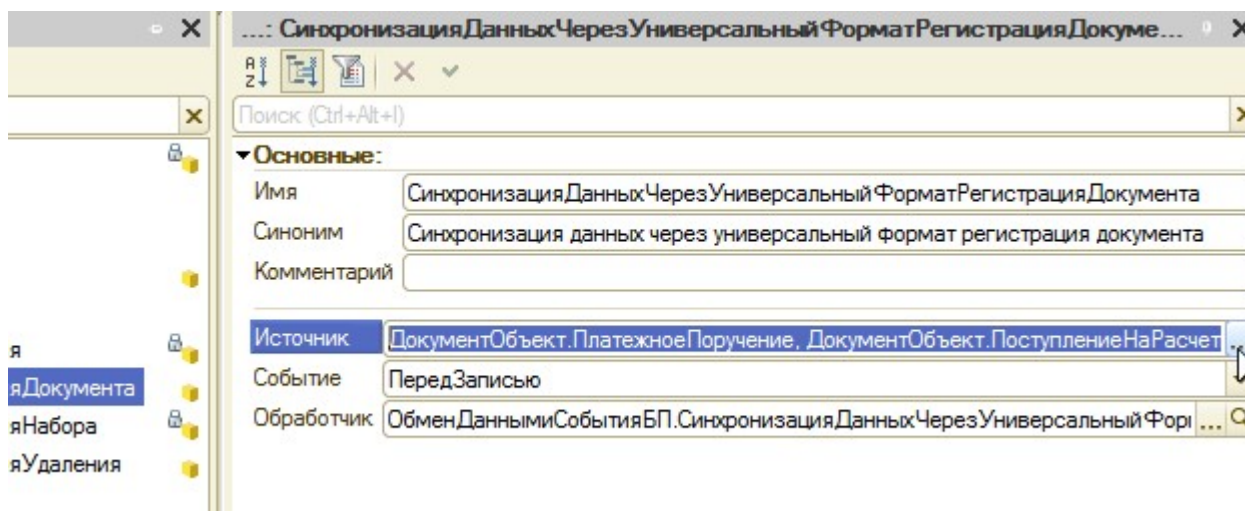 ...: СинхронизацияДанныхЧерезУниверсальныйФорматРегистрацияДокуме...
Поиск (Ctrl+Alt+I)
Основные:
Имя СинхронизацияДанныхЧерезУниверсальныйФорматРегистрацияДокумента
Синоним Синхронизация данных через универсальный формат регистрация документа
Комментарий
я
Источник ДокументОбъект.ПлатежноеПоручение, ДокументОбъект.ПоступлениеНаРасчет ...
яДокумента
Событие ПередЗаписью
яНабора
Обработчик ОбменДаннымиСобытияБП.СинхронизацияДанныхЧерезУниверсальныйФор ...
яУдаления